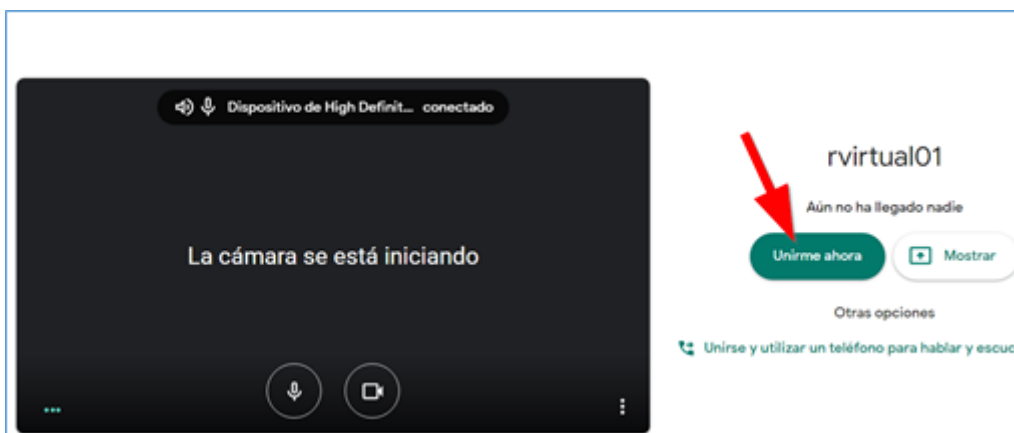 Dispositivo de High Definit... conectado
La cámara se está iniciando
rvirtual01
Aún no ha llegado nadie
Unirme ahora
Mostrar
Otras opciones
Unirse y utilizar un teléfono para hablar y escuc